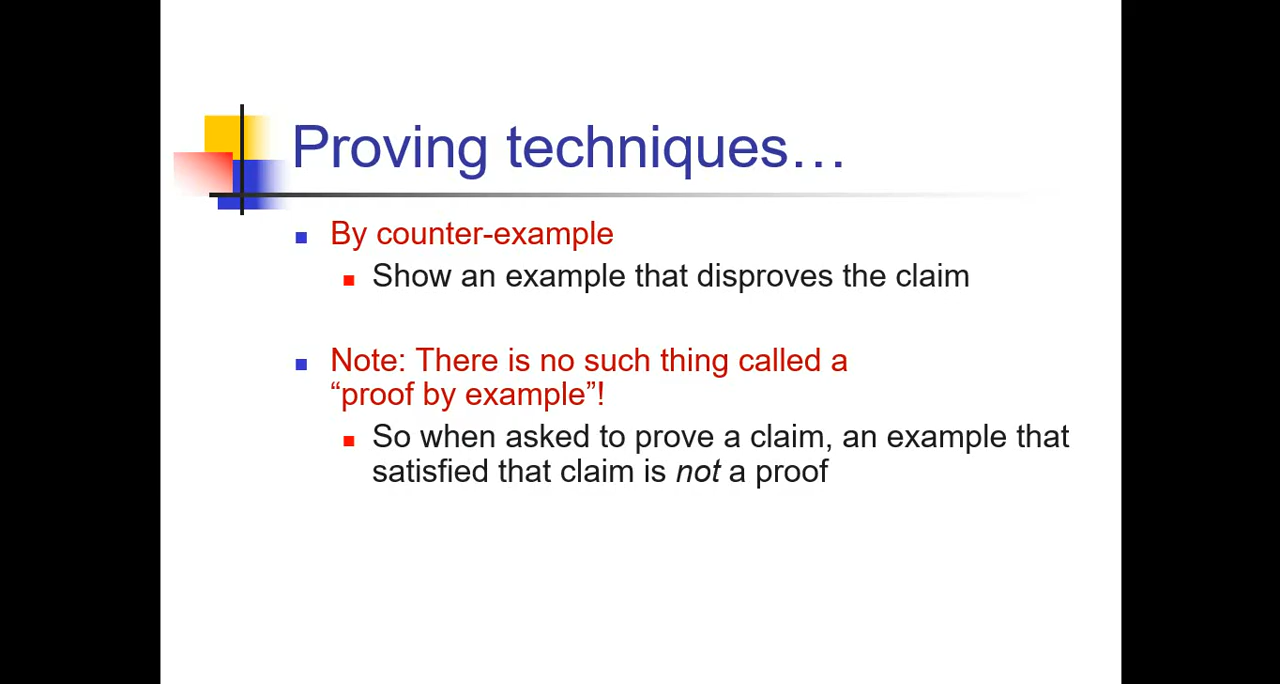 Proving techniques…
By counter-example
Show an example that disproves the claim
Note: There is no such thing called a
“proof by example”!
So when asked to prove a claim, an example that
satisfied that claim is not a proof